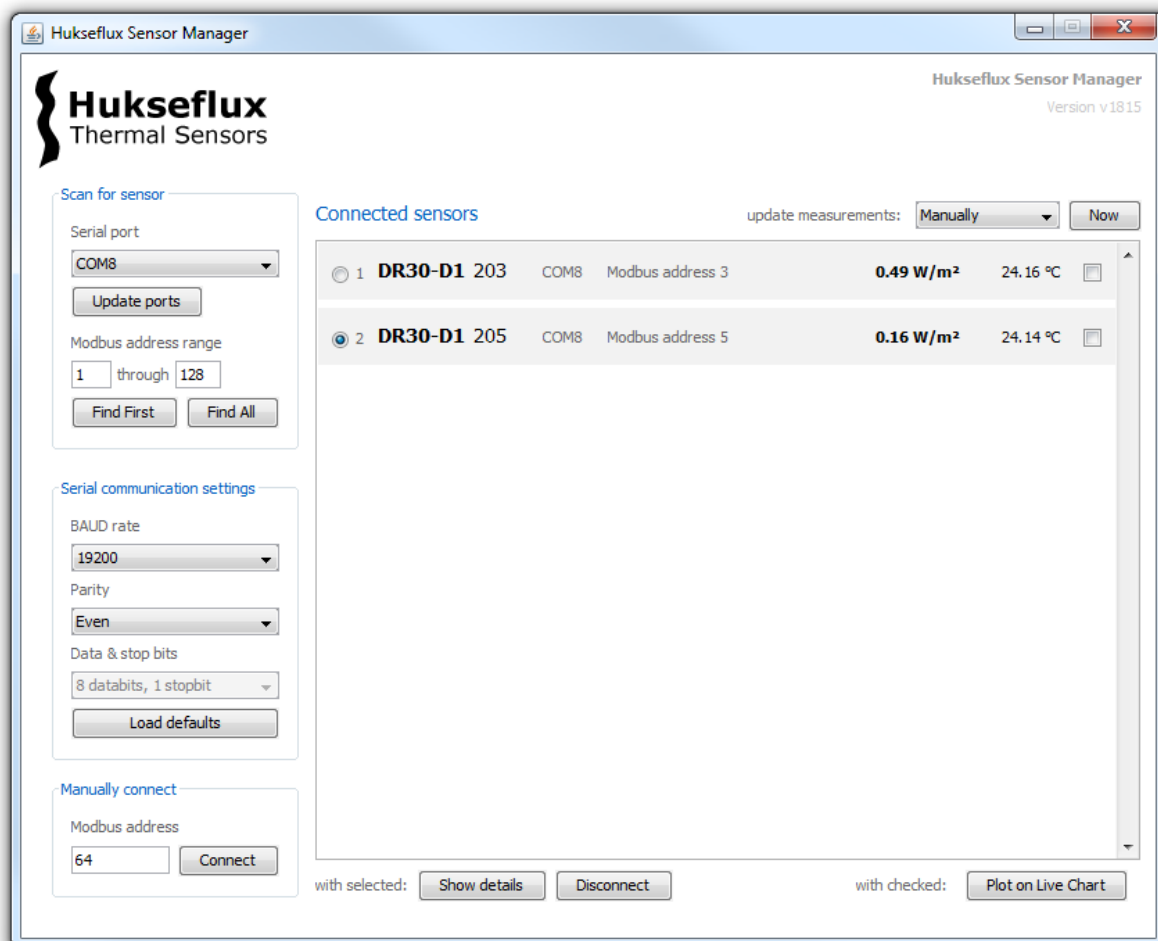 Hukseflux Sensor Manager
Hukseflux Sensor Manager
Version v1815
Hukseflux
Thermal Sensors
Scan for sensor
Serial port
COM8
Update ports
Modbus address range
1 through 128
Find First Find All
Serial communication settings
BAUD rate
19200
Parity
Even
Data & stop bits
8 databits, 1 stopbit
Load defaults
Manually connect
Modbus address
64 Connect
Connected sensors update measurements: Manually Now
1 DR30-D1 203 COM8 Modbus address 3 0.49 W/m² 24.16 ºC
2 DR30-D1 205 COM8 Modbus address 5 0.16 W/m² 24.14 ºC
with selected: Show details Disconnect with checked: Plot on Live Chart